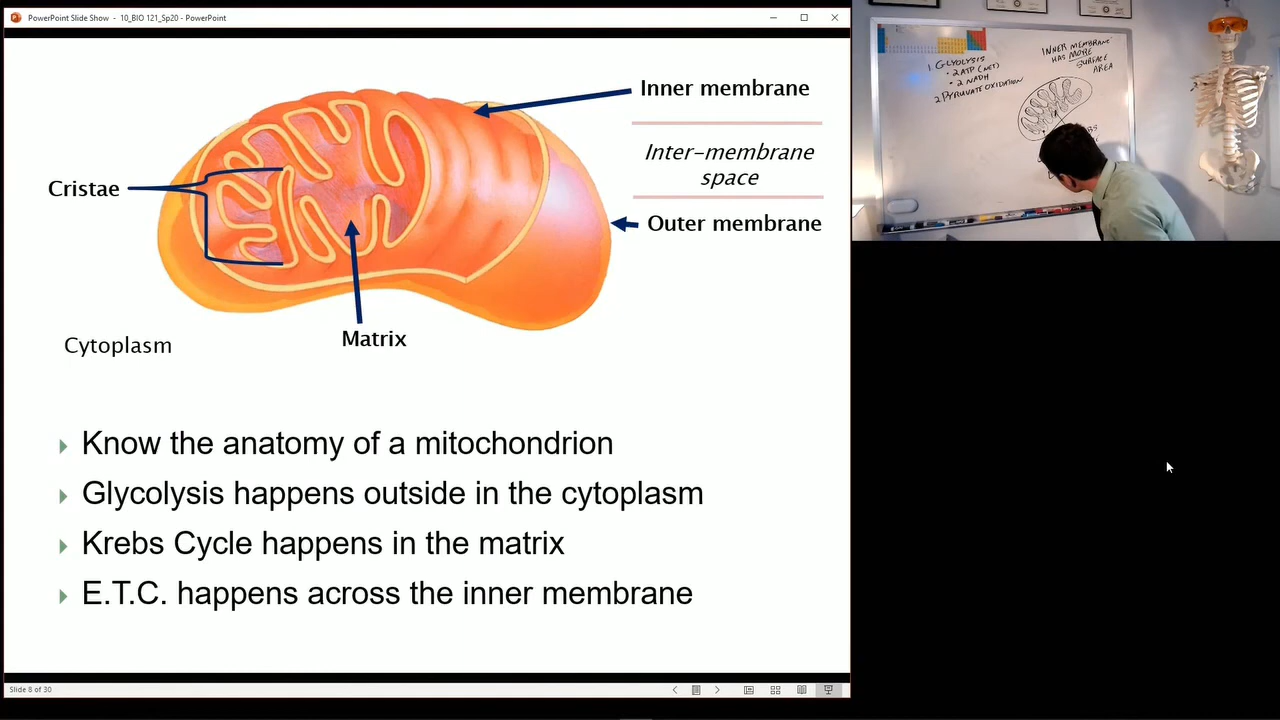 PowerPoint Slide Show - 10_BIO 121_Sp20 - PowerPoint
Inner membrane
Inter-membrane
space
Outer membrane
Cristae
Matrix
Cytoplasm
Know the anatomy of a mitochondrion
Glycolysis happens outside in the cytoplasm
Krebs Cycle happens in the matrix
E.T.C. happens across the inner membrane
Slide 8 of 30
1 GLYOLYSIS
• 2 ATP (NET)
• 2 NADH
2 PYRUVATE OXIDATION
INNER MEMBRANE
HAS MORE
SURFACE
AREA